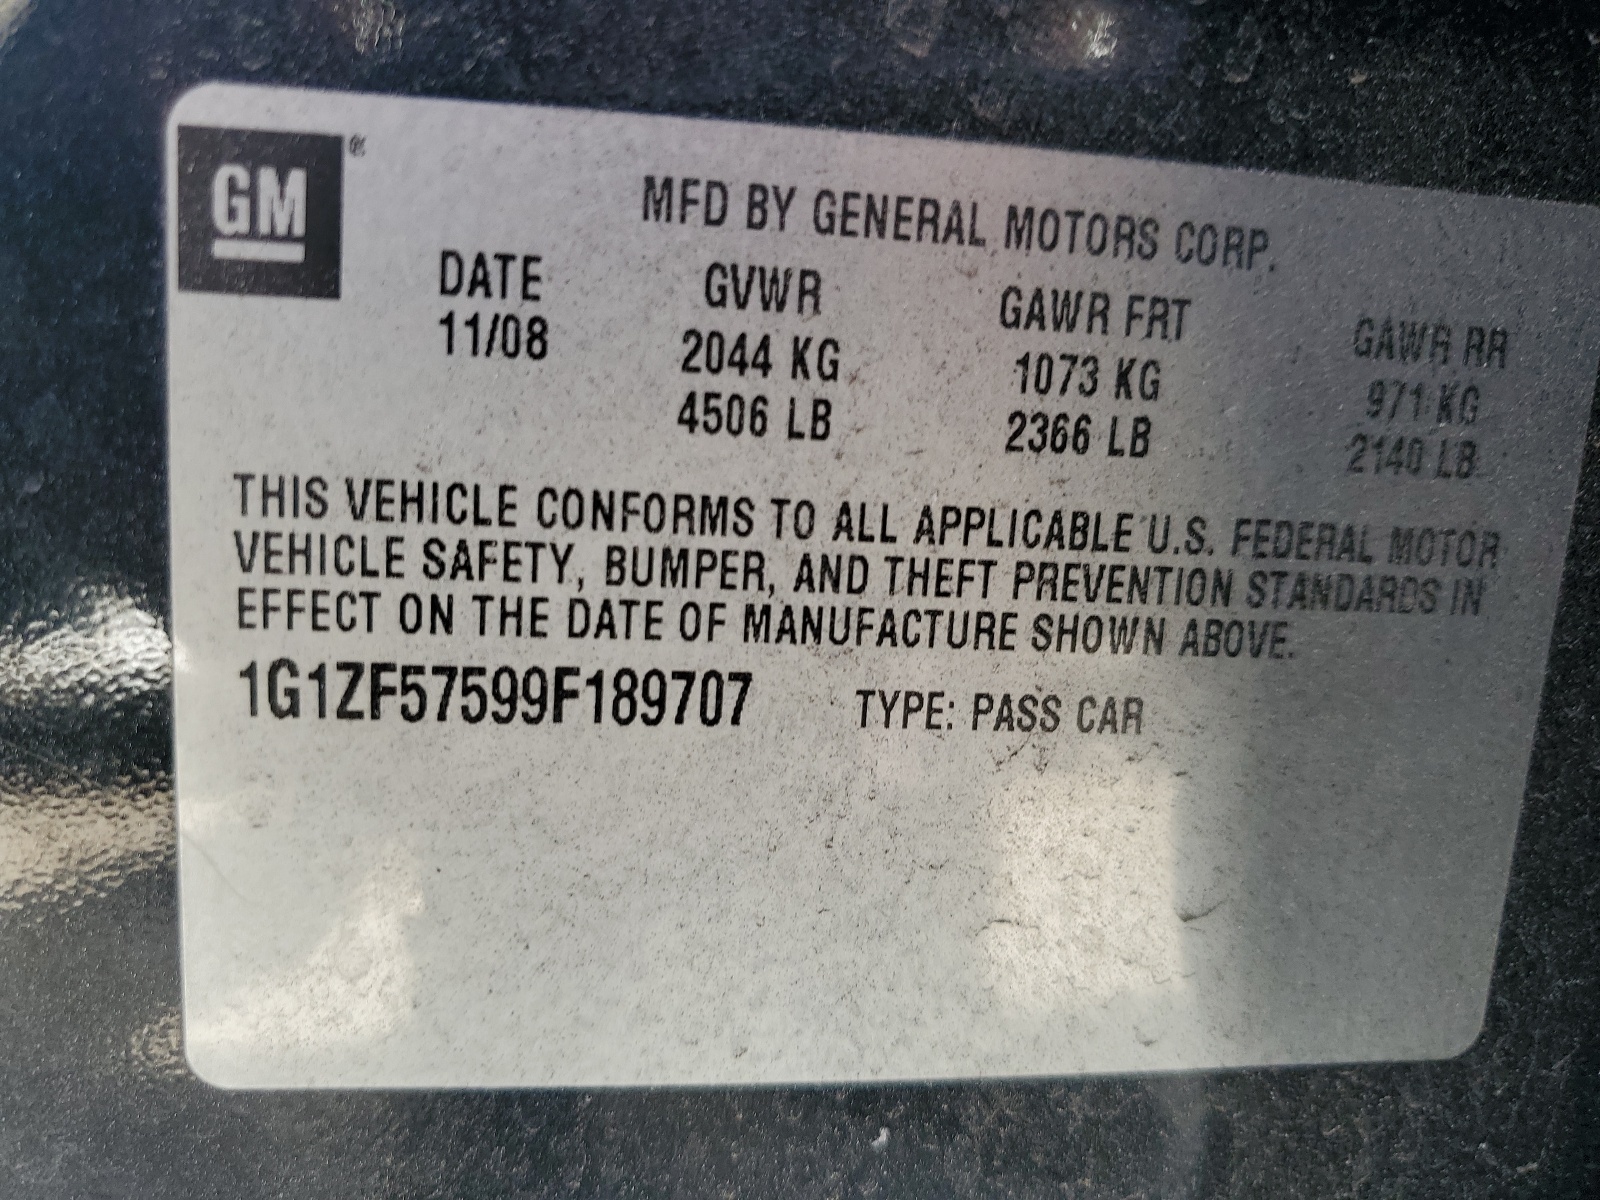 GM®
MFD BY GENERAL MOTORS CORP.
DATE GVWR GAWR FRT GAWR RR
11/08 2044 KG 1073 KG 971 KG
4506 LB 2366 LB 2140 LB
THIS VEHICLE CONFORMS TO ALL APPLICABLE U.S. FEDERAL MOTOR
VEHICLE SAFETY, BUMPER, AND THEFT PREVENTION STANDARDS IN
EFFECT ON THE DATE OF MANUFACTURE SHOWN ABOVE.
1G1ZF57599F189707 TYPE: PASS CAR